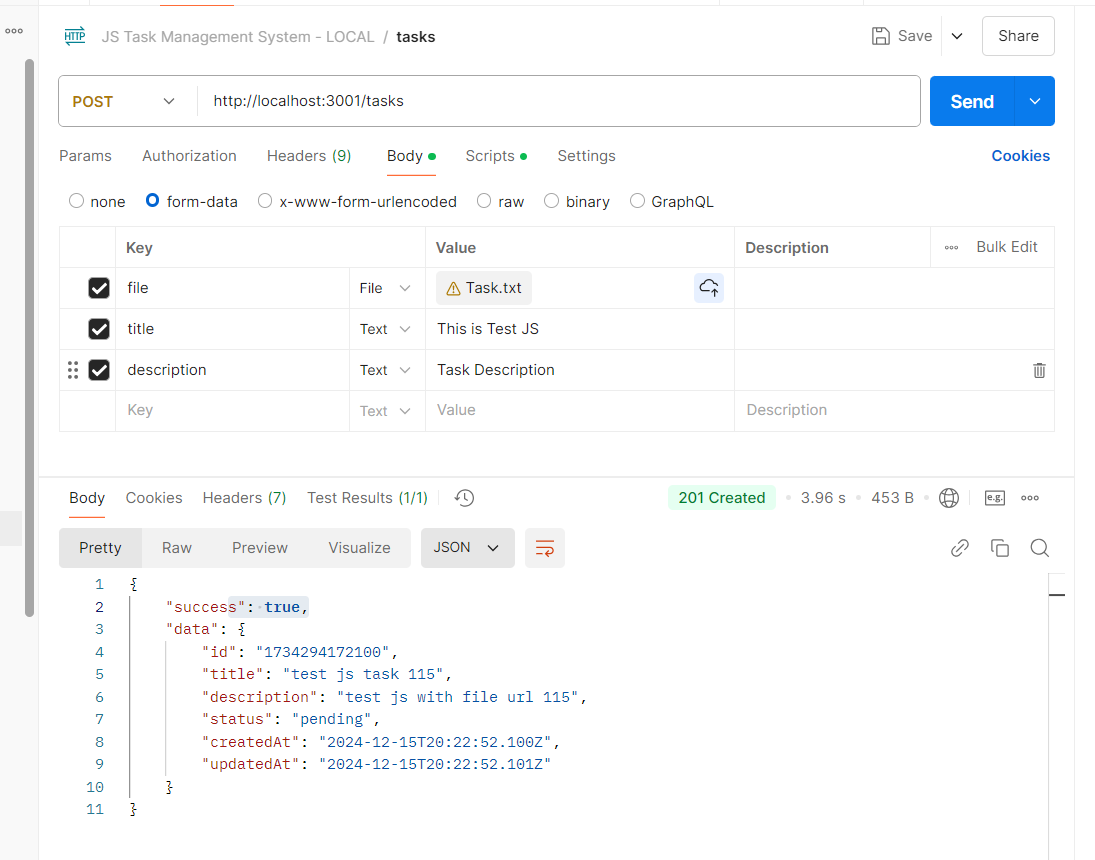 HTTP JS Task Management System - LOCAL / tasks Save Share
POST http://localhost:3001/tasks Send
Params Authorization Headers (9) Body Scripts Settings Cookies
none form-data x-www-form-urlencoded raw binary GraphQL
Key Value Description Bulk Edit
file File Task.txt
title Text This is Test JS
description Text Task Description
Key Text Value Description
Body Cookies Headers (7) Test Results (1/1) 201 Created 3.96 s 453 B e.g.
Pretty Raw Preview Visualize JSON
1 {
2 "success": true,
3 "data": {
4 "id": "1734294172100",
5 "title": "test js task 115",
6 "description": "test js with file url 115",
7 "status": "pending",
8 "createdAt": "2024-12-15T20:22:52.100Z",
9 "updatedAt": "2024-12-15T20:22:52.101Z"
10 }
11 }